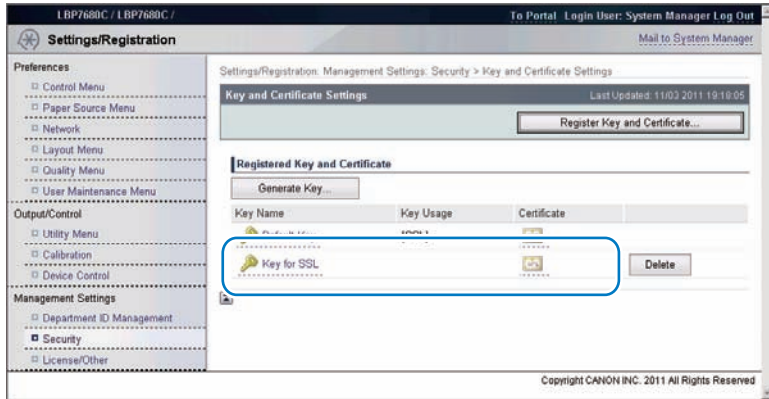 LBP7680C / LBP7680C /
To Portal Login User: System Manager Log Out
Settings/Registration
Mail to System Manager
Preferences
Control Menu
Paper Source Menu
Network
Layout Menu
Quality Menu
User Maintenance Menu
Output/Control
Utility Menu
Calibration
Device Control
Management Settings
Department ID Management
Security
License/Other
Settings/Registration: Management Settings: Security > Key and Certificate Settings
Key and Certificate Settings
Last Updated: 11/03 2011 19:18:05
Register Key and Certificate...
Registered Key and Certificate
Generate Key...
Key Name Key Usage Certificate
Key for SSL
Delete
Copyright CANON INC. 2011 All Rights Reserved